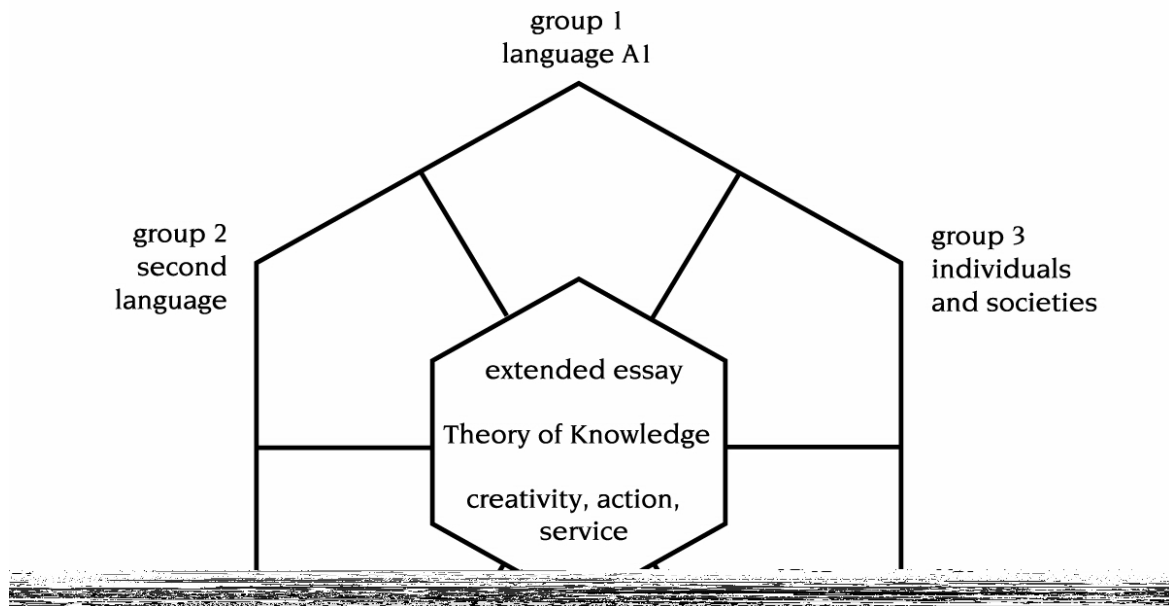 group 1
language A1
group 2
second
language
group 3
individuals
and societies
extended essay
Theory of Knowledge
creativity, action,
service